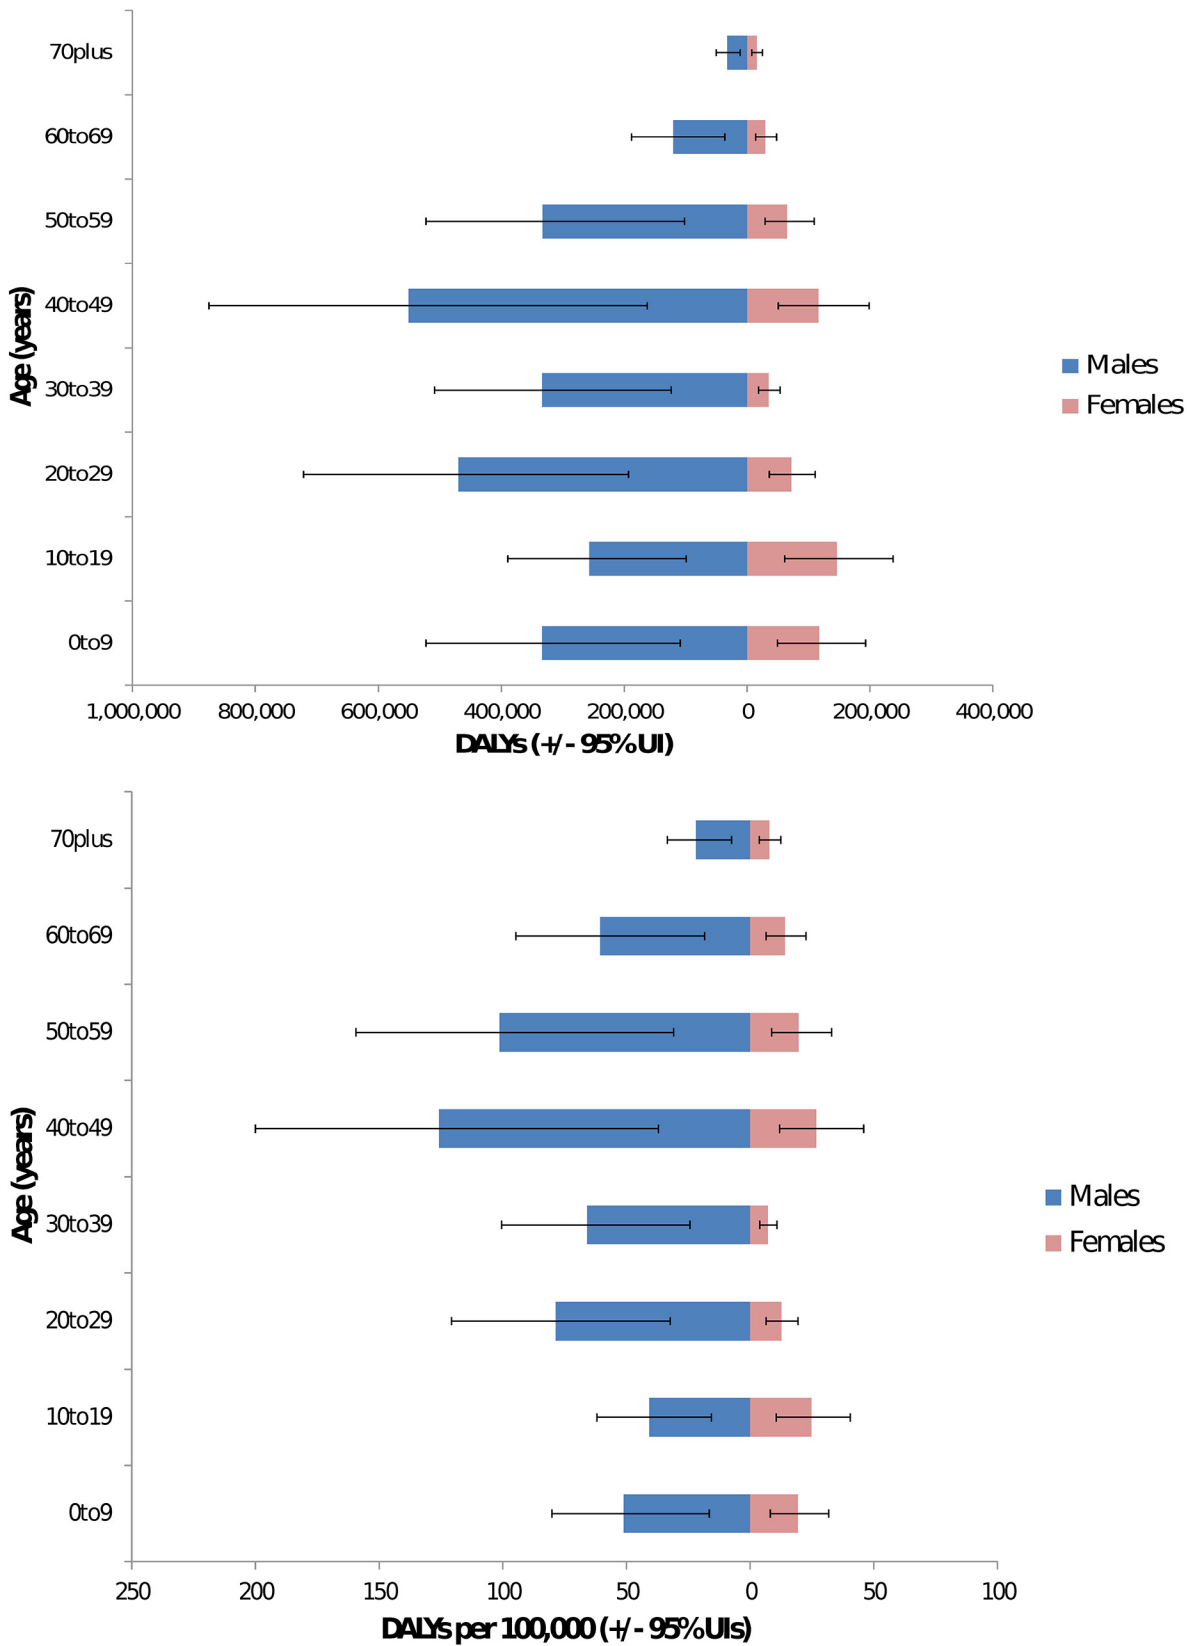 70plus
60to69
50to59
40to49
30to39
20to29
10to19
0to9
Age (years)
1,000,000 800,000 600,000 400,000 200,000 0 200,000 400,000
DALYs (+/- 95% UI)
Males
Females
70plus
60to69
50to59
40to49
30to39
20to29
10to19
0to9
Age (years)
250 200 150 100 50 0 50 100
DALYs per 100,000 (+/- 95% UIs)
Males
Females